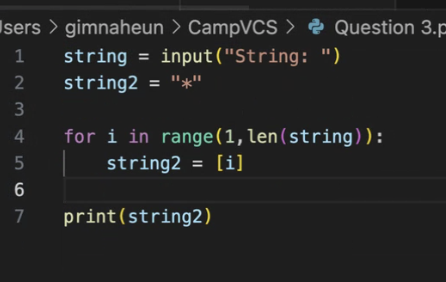 Users > gimnaheun > CampVCS > Question 3.p
1 string = input("String: ")
2 string2 = "*"
3
4 for i in range(1,len(string)):
5     string2 = [i]
6
7 print(string2)